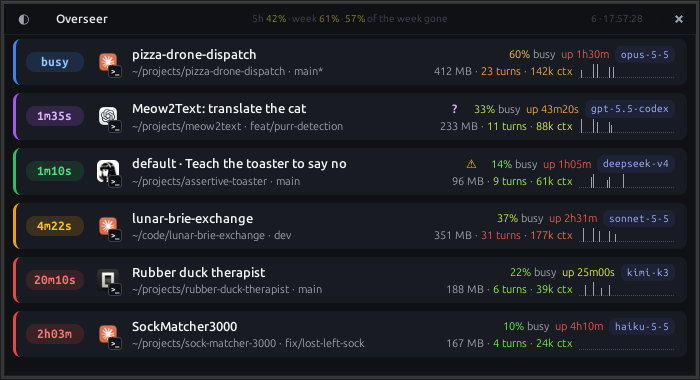 Overseer 5h 42% · week 61% · 57% of the week gone 6 · 17:57:28 ×
busy pizza-drone-dispatch 60% busy up 1h30m opus-5-5
~/projects/pizza-drone-dispatch · main* 412 MB · 23 turns · 142k ctx
1m35s Meow2Text: translate the cat ? 33% busy up 43m20s gpt-5.5-codex
~/projects/meow2text · feat/purr-detection 233 MB · 11 turns · 88k ctx
1m10s default · Teach the toaster to say no ⚠ 14% busy up 1h05m deepseek-v4
~/projects/assertive-toaster · main 96 MB · 9 turns · 61k ctx
4m22s lunar-brie-exchange 37% busy up 2h31m sonnet-5-5
~/code/lunar-brie-exchange · dev 351 MB · 31 turns · 177k ctx
20m10s Rubber duck therapist 22% busy up 25m00s kimi-k3
~/projects/rubber-duck-therapist · main 188 MB · 6 turns · 39k ctx
2h03m SockMatcher3000 10% busy up 4h10m haiku-5-5
~/projects/sock-matcher-3000 · fix/lost-left-sock 167 MB · 4 turns · 24k ctx